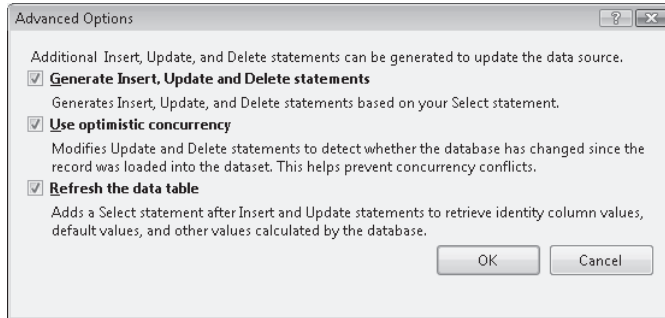 Advanced Options
Additional Insert, Update, and Delete statements can be generated to update the data source.
Generate Insert, Update and Delete statements
Generates Insert, Update, and Delete statements based on your Select statement.
Use optimistic concurrency
Modifies Update and Delete statements to detect whether the database has changed since the
record was loaded into the dataset. This helps prevent concurrency conflicts.
Refresh the data table
Adds a Select statement after Insert and Update statements to retrieve identity column values,
default values, and other values calculated by the database.
OK Cancel